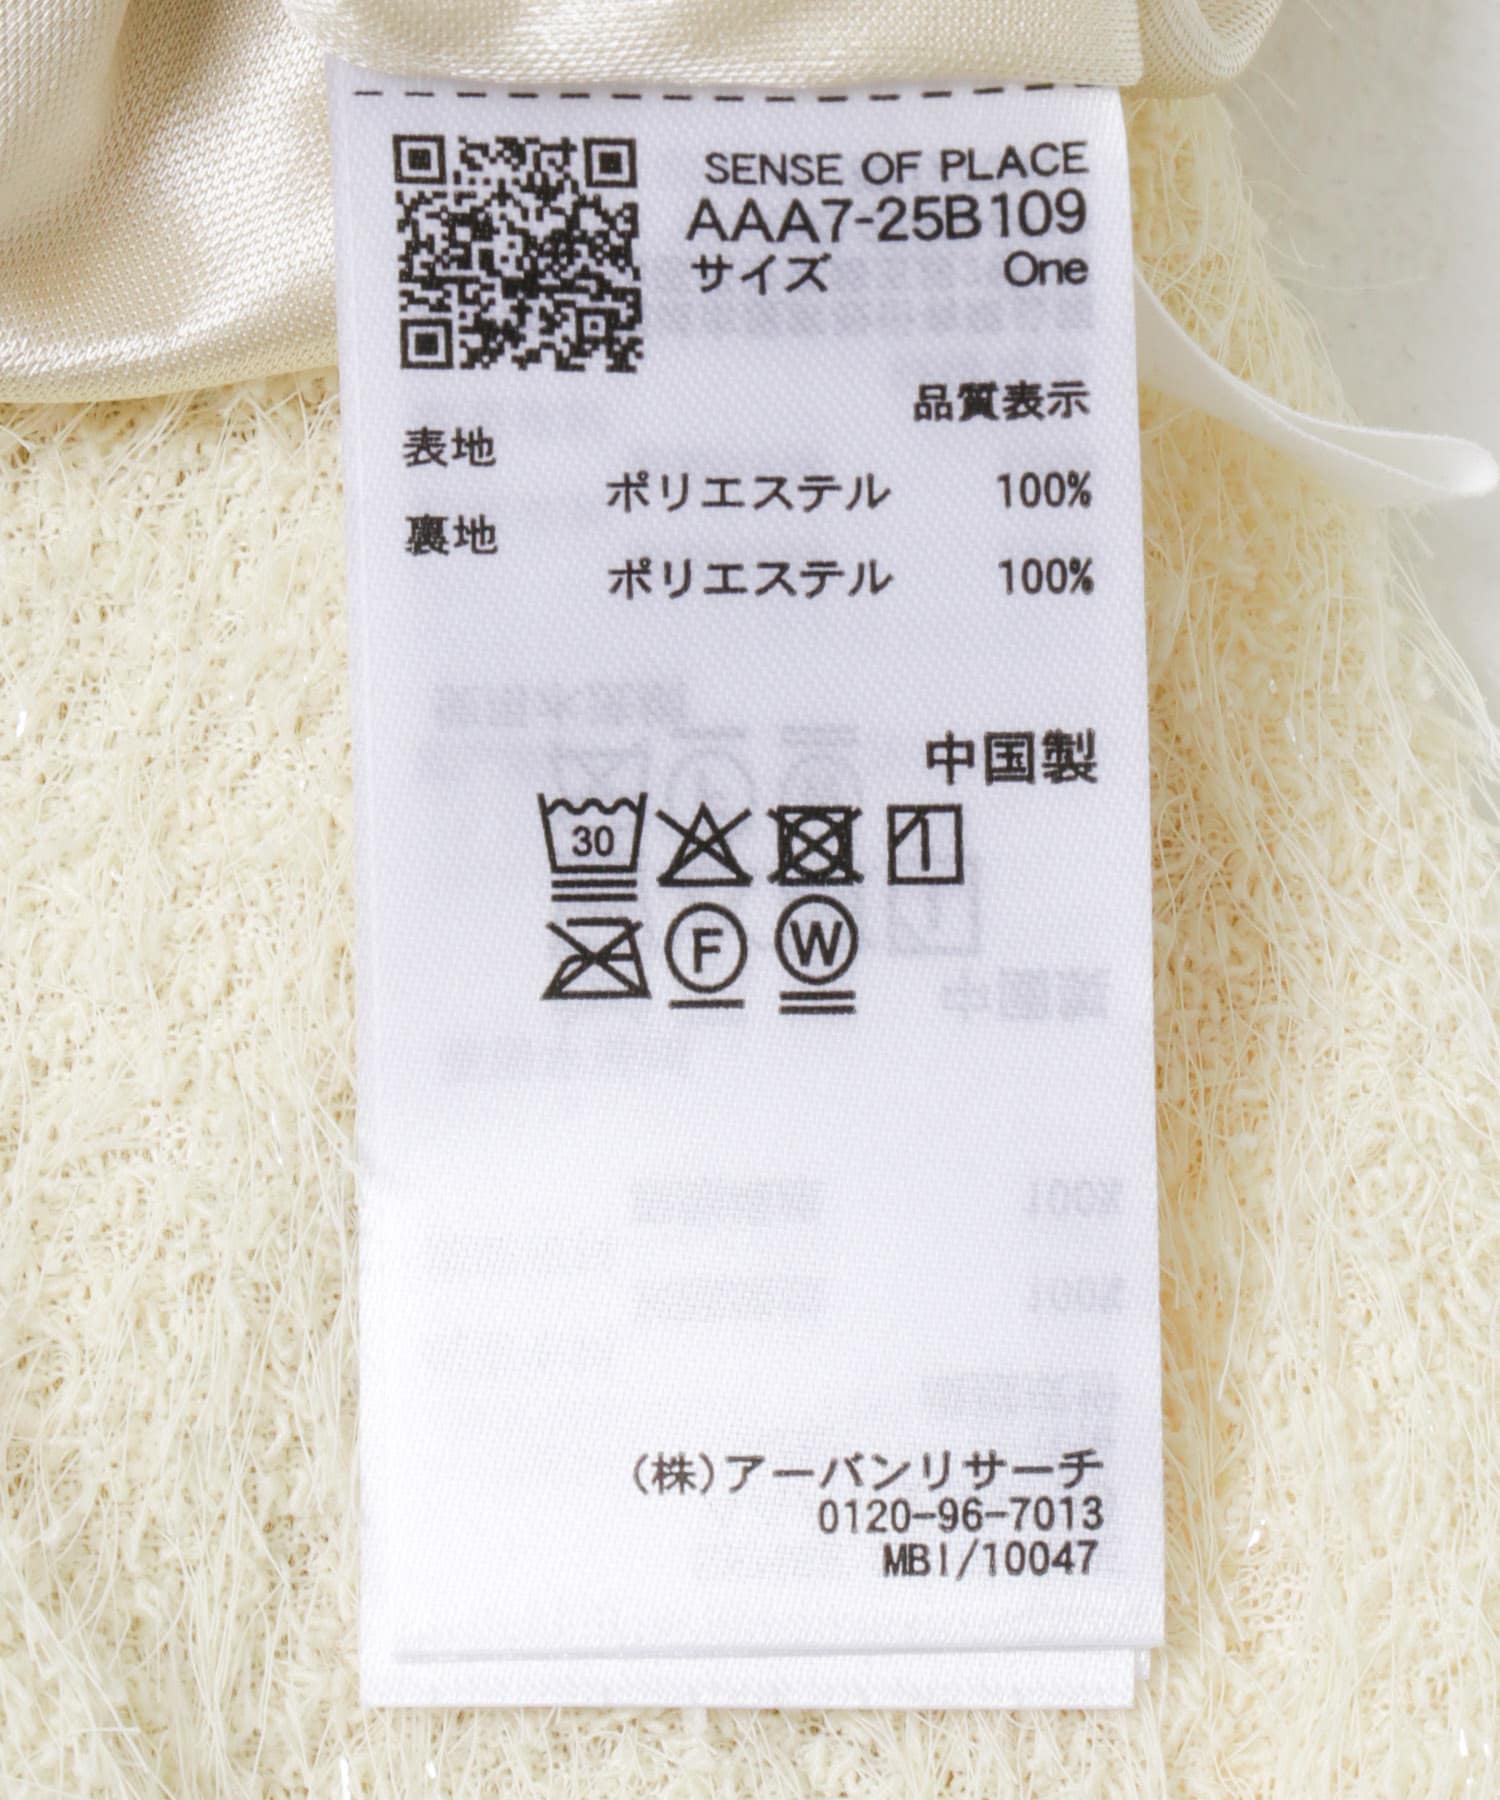 SENSE OF PLACE
AAA7-25B109
サイズ One
品質表示
表地
ポリエステル 100%
裏地
ポリエステル 100%
中国製
30
F W
(株)アーバンリサーチ
0120-96-7013
MBI/10047